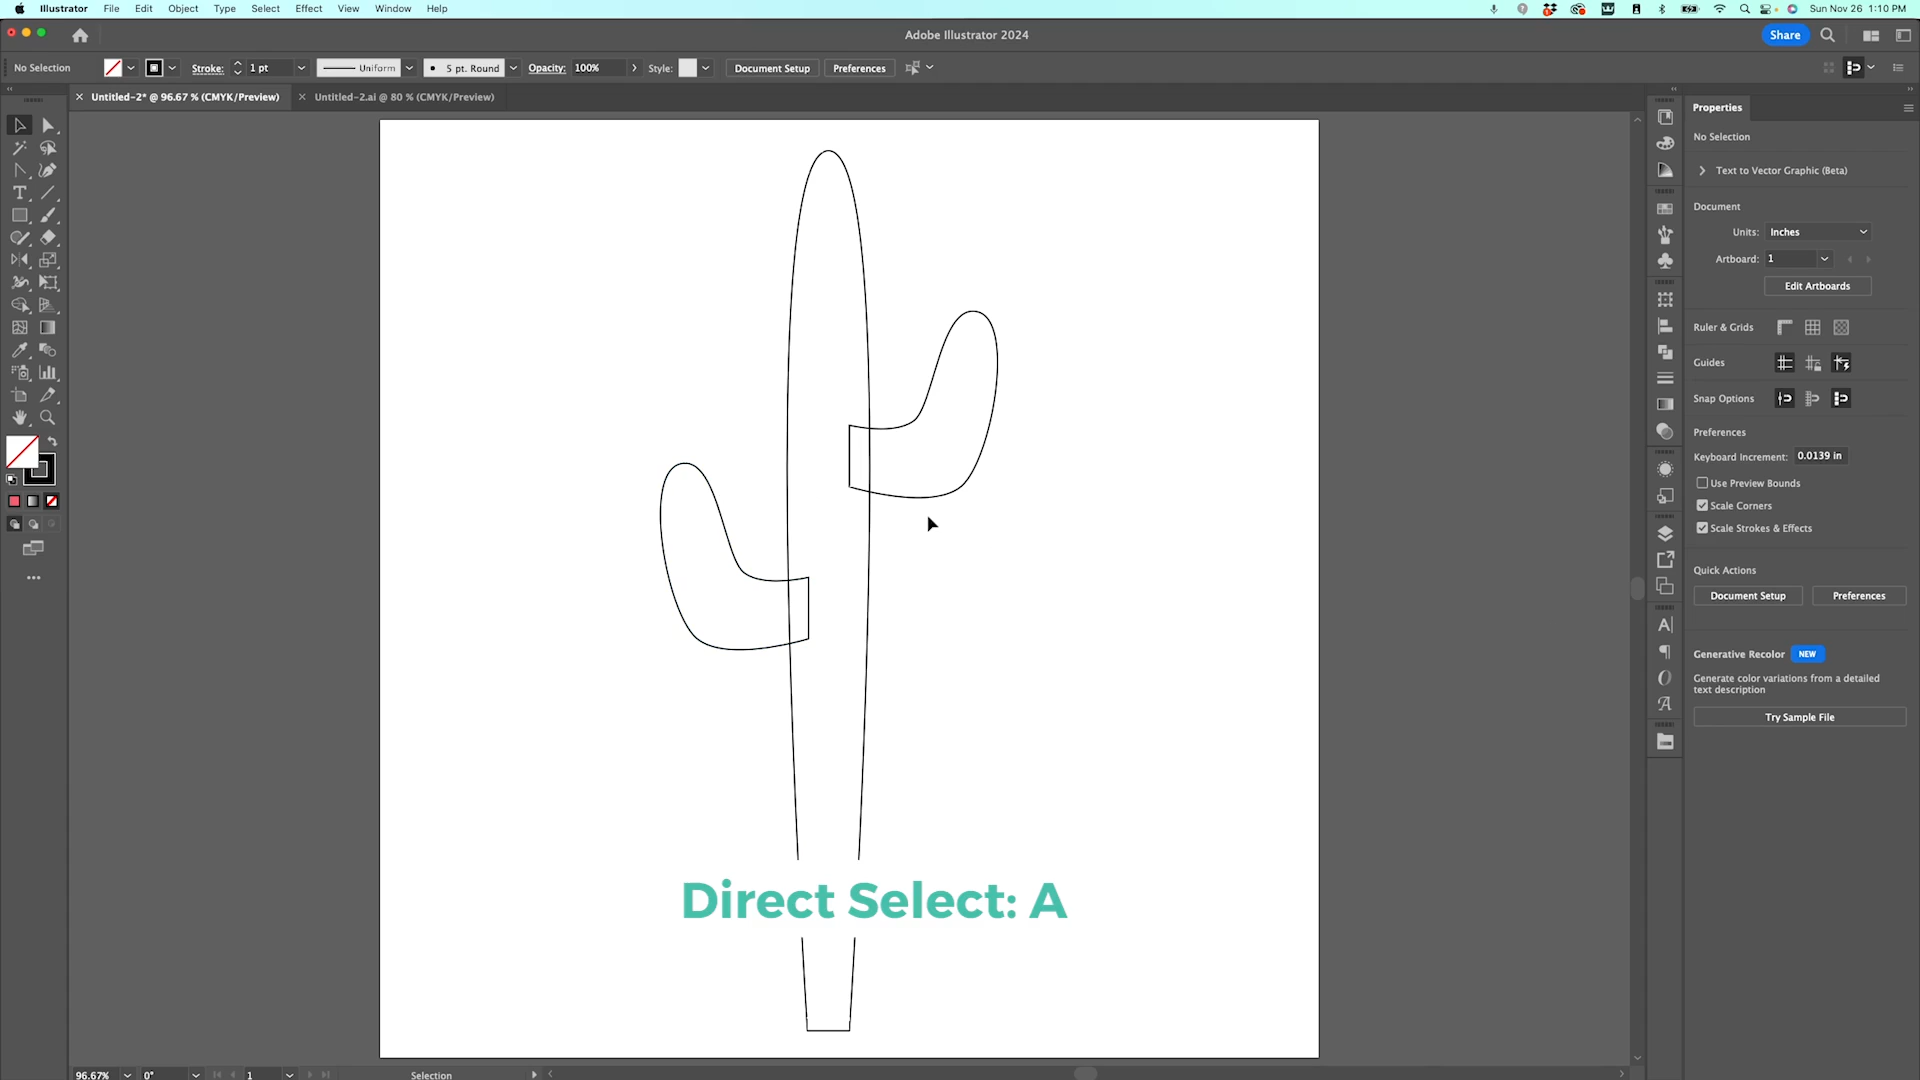 Illustrator File Edit Object Type Select Effect View Window Help
Sun Nov 26 1:10 PM
Adobe Illustrator 2024
Share
No Selection
Stroke: 1 pt
Uniform
5 pt. Round
Opacity: 100%
Style:
Document Setup
Preferences
Untitled-2* @ 96.67 % (CMYK/Preview)
Untitled-2.ai @ 80 % (CMYK/Preview)
Properties
No Selection
Text to Vector Graphic (Beta)
Document
Units: Inches
Artboard: 1
Edit Artboards
Ruler & Grids
Guides
Snap Options
Preferences
Keyboard Increment: 0.0139 in
Use Preview Bounds
Scale Corners
Scale Strokes & Effects
Quick Actions
Document Setup
Preferences
Generative Recolor NEW
Generate color variations from a detailed
text description
Try Sample File
Direct Select: A
96.67% 0° 1 Selection